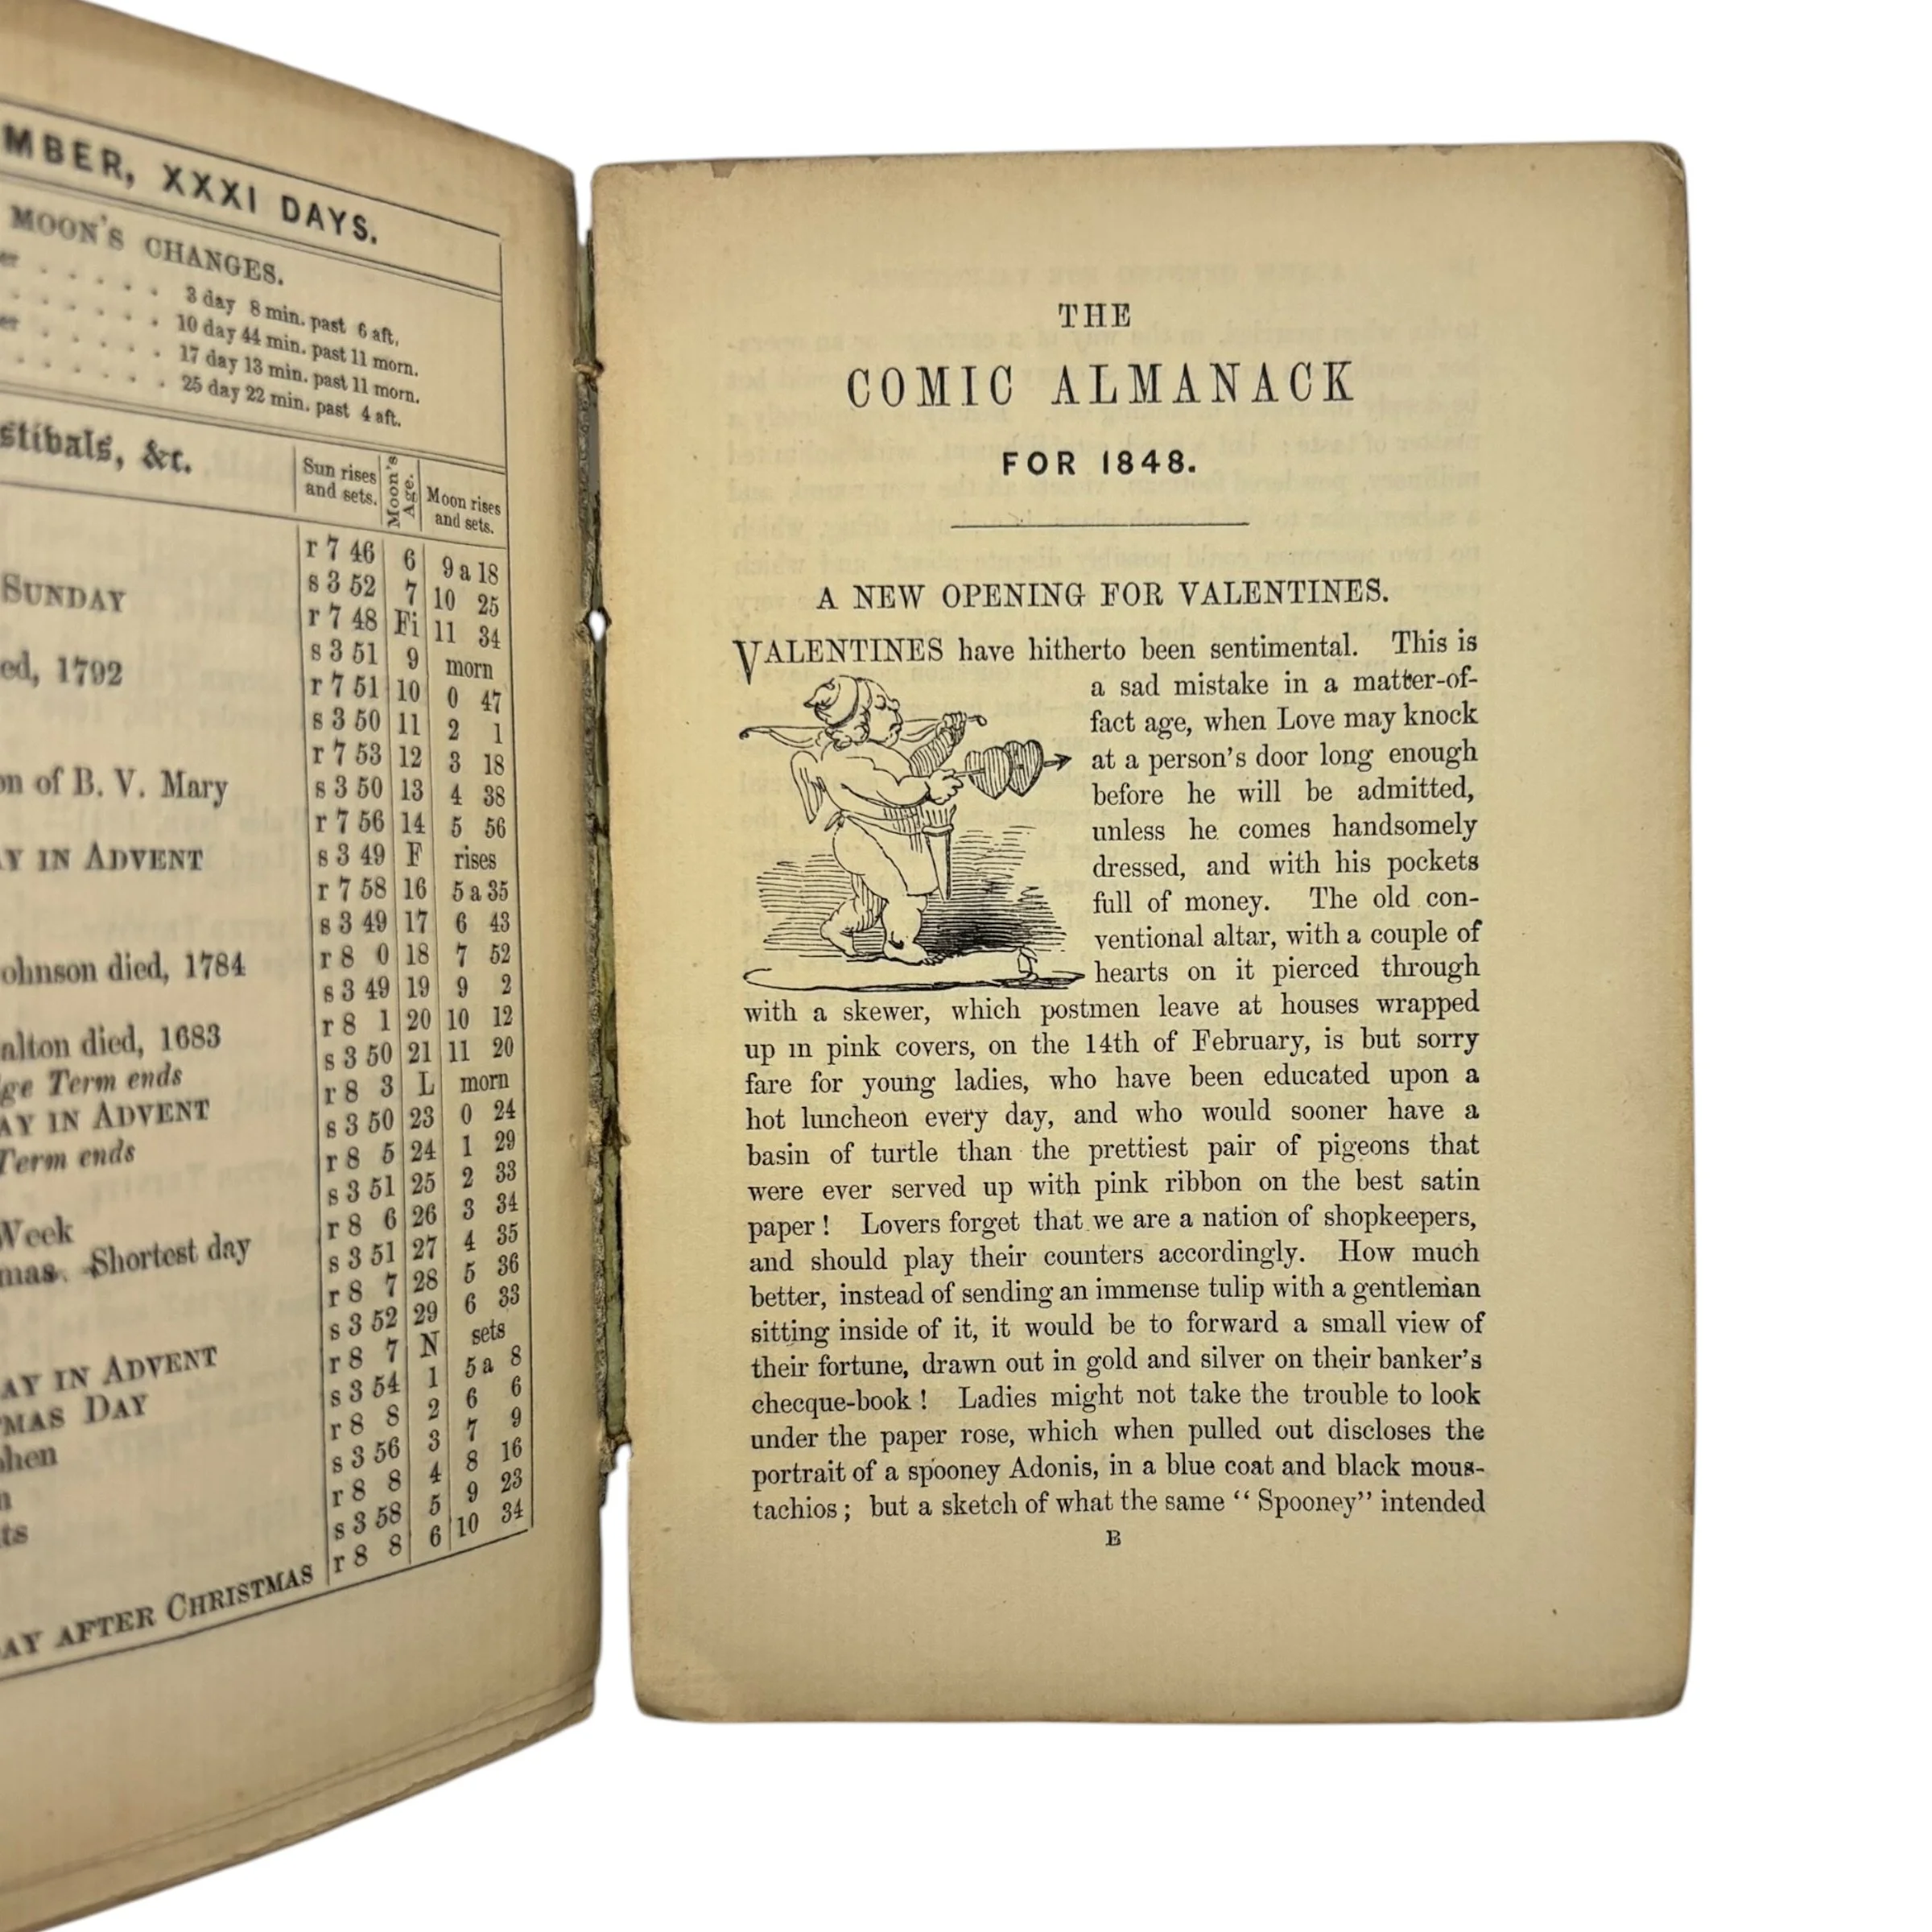 MBER, XXXI DAYS.
MOON'S CHANGES.
3 day 8 min. past 6 aft.
10 day 44 min. past 11 morn.
17 day 13 min. past 11 morn.
25 day 22 min. past 4 aft.
stivals, &c.
Sun rises and sets.
Moon's Age.
Moon rises and sets.
r 7 46 6 9 a 18
s 3 52 7 10 25
SUNDAY r 7 48 Fi 11 34
s 3 51 9 morn
ed, 1792 r 7 51 10 0 47
s 3 50 11 2 1
r 7 53 12 3 18
on of B. V. Mary s 3 50 13 4 38
r 7 56 14 5 56
Y IN ADVENT s 3 49 F rises
r 7 58 16 5 a 35
s 3 49 17 6 43
ohnson died, 1784 r 8 0 18 7 52
s 3 49 19 9 2
alton died, 1683 r 8 1 20 10 12
ge Term ends s 3 50 21 11 20
AY IN ADVENT r 8 3 L morn
Term ends s 3 50 23 0 24
r 8 5 24 1 29
s 3 51 25 2 33
Week r 8 6 26 3 34
mas. Shortest day s 3 51 27 4 35
r 8 7 28 5 36
s 3 52 29 6 33
AY IN ADVENT r 8 7 N sets
MAS DAY s 3 54 1 5 a 8
phen r 8 8 2 6 6
s 3 56 3 7 9
ts r 8 8 4 8 16
s 3 58 5 9 23
AY AFTER CHRISTMAS r 8 8 6 10 34
THE
COMIC ALMANACK
FOR 1848.
A NEW OPENING FOR VALENTINES.
VALENTINES have hitherto been sentimental. This is
a sad mistake in a matter-of-
fact age, when Love may knock
at a person's door long enough
before he will be admitted,
unless he comes handsomely
dressed, and with his pockets
full of money. The old con-
ventional altar, with a couple of
hearts on it pierced through
with a skewer, which postmen leave at houses wrapped
up in pink covers, on the 14th of February, is but sorry
fare for young ladies, who have been educated upon a
hot luncheon every day, and who would sooner have a
basin of turtle than the prettiest pair of pigeons that
were ever served up with pink ribbon on the best satin
paper! Lovers forget that we are a nation of shopkeepers,
and should play their counters accordingly. How much
better, instead of sending an immense tulip with a gentleman
sitting inside of it, it would be to forward a small view of
their fortune, drawn out in gold and silver on their banker's
checque-book! Ladies might not take the trouble to look
under the paper rose, which when pulled out discloses the
portrait of a spooney Adonis, in a blue coat and black mous-
tachios; but a sketch of what the same “Spooney” intended
E